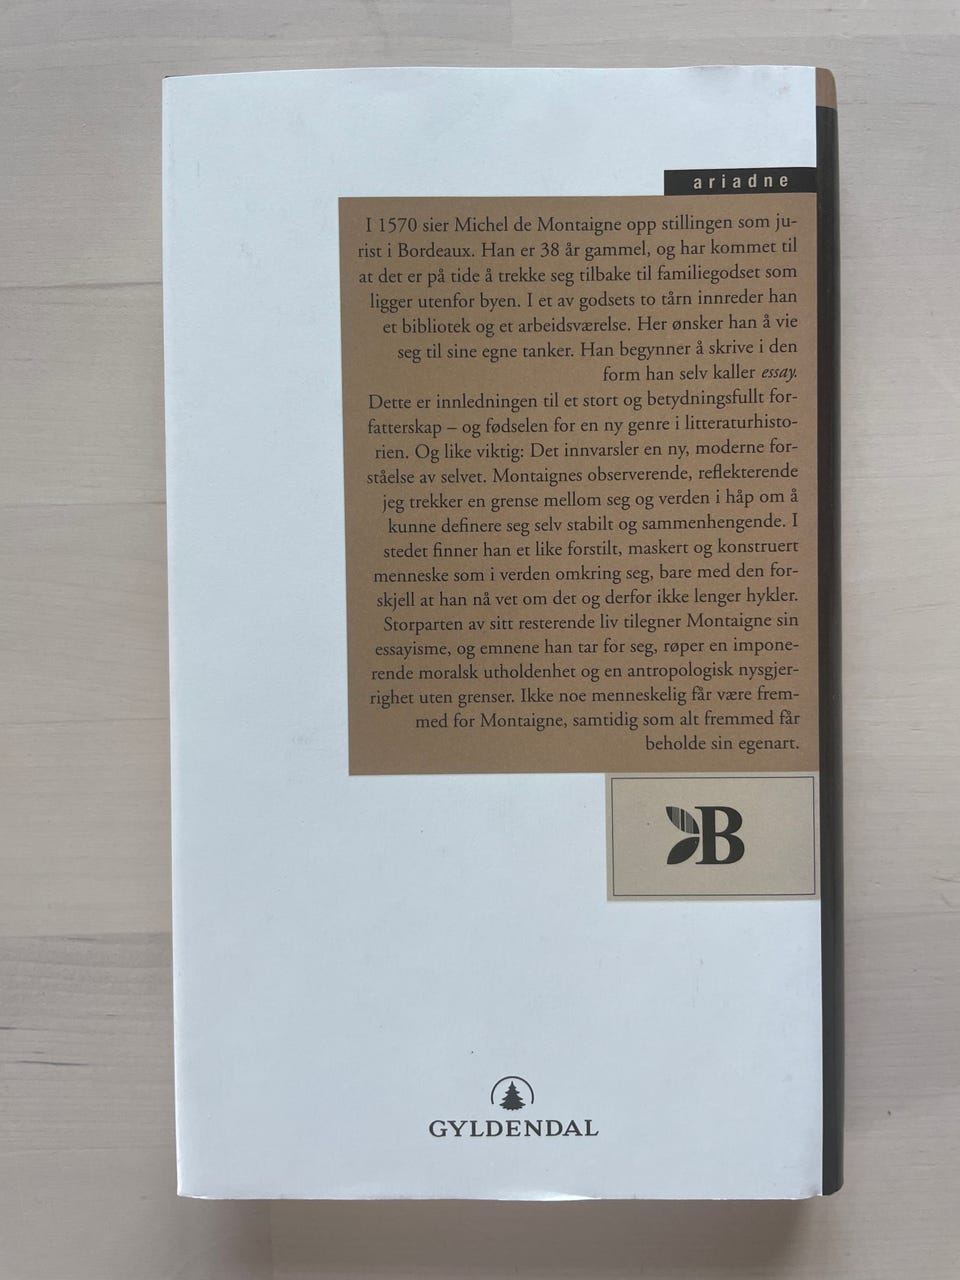 ariadne
I 1570 sier Michel de Montaigne opp stillingen som ju-
rist i Bordeaux. Han er 38 år gammel, og har kommet til
at det er på tide å trekke seg tilbake til familiegodset som
ligger utenfor byen. I et av godsets to tårn innreder han
et bibliotek og et arbeidsværelse. Her ønsker han å vie
seg til sine egne tanker. Han begynner å skrive i den
form han selv kaller essay.
Dette er innledningen til et stort og betydningsfullt for-
fatterskap – og fødselen for en ny genre i litteraturhisto-
rien. Og like viktig: Det innvarsler en ny, moderne for-
ståelse av selvet. Montaignes observerende, reflekterende
jeg trekker en grense mellom seg og verden i håp om å
kunne definere seg selv stabilt og sammenhengende. I
stedet finner han et like forstilt, maskert og konstruert
menneske som i verden omkring seg, bare med den for-
skjell at han nå vet om det og derfor ikke lenger hykler.
Storparten av sitt resterende liv tilegner Montaigne sin
essayisme, og emnene han tar for seg, røper en impone-
rende moralsk utholdenhet og en antropologisk nysgjer-
righet uten grenser. Ikke noe menneskelig får være frem-
med for Montaigne, samtidig som alt fremmed får
beholde sin egenart.
B
GYLDENDAL